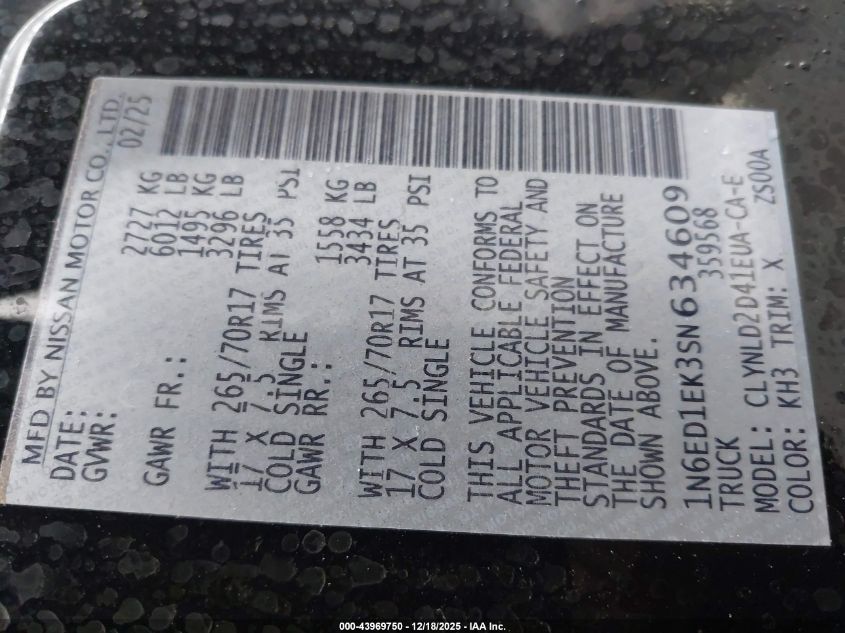 MFD BY NISSAN MOTOR CO., LTD.
DATE: 02/25
GVWR: 2727 KG
6012 LB
GAWR FR.: 1495 KG
3296 LB
WITH 265/70R17 TIRES
17 X 7.5 RIMS AT 35 PSI
COLD SINGLE
GAWR RR.: 1558 KG
3434 LB
WITH 265/70R17 TIRES
17 X 7.5 RIMS AT 35 PSI
COLD SINGLE
THIS VEHICLE CONFORMS TO
ALL APPLICABLE FEDERAL
MOTOR VEHICLE SAFETY AND
THEFT PREVENTION
STANDARDS IN EFFECT ON
THE DATE OF MANUFACTURE
SHOWN ABOVE.
1N6ED1EK3SN634609
TRUCK 359568
MODEL: CLYNLD2D41EUA-CA-E
COLOR: KH3 TRIM: X ZS00A
000-43969750 - 12/18/2025 - IAA Inc.